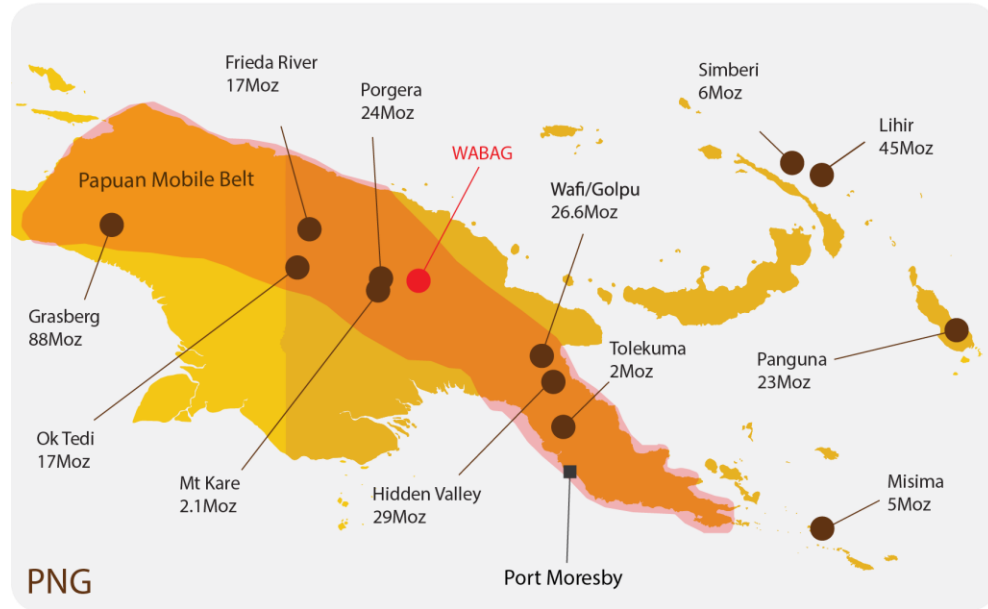 Frieda River
17Moz
Porgera
24Moz
Simberi
6Moz
Lihir
45Moz
WABAG
Papuan Mobile Belt
Wafi/Golpu
26.6Moz
Grasberg
88Moz
Tolekuma
2Moz
Panguna
23Moz
Ok Tedi
17Moz
Mt Kare
2.1Moz
Hidden Valley
29Moz
Misima
5Moz
Port Moresby
PNG